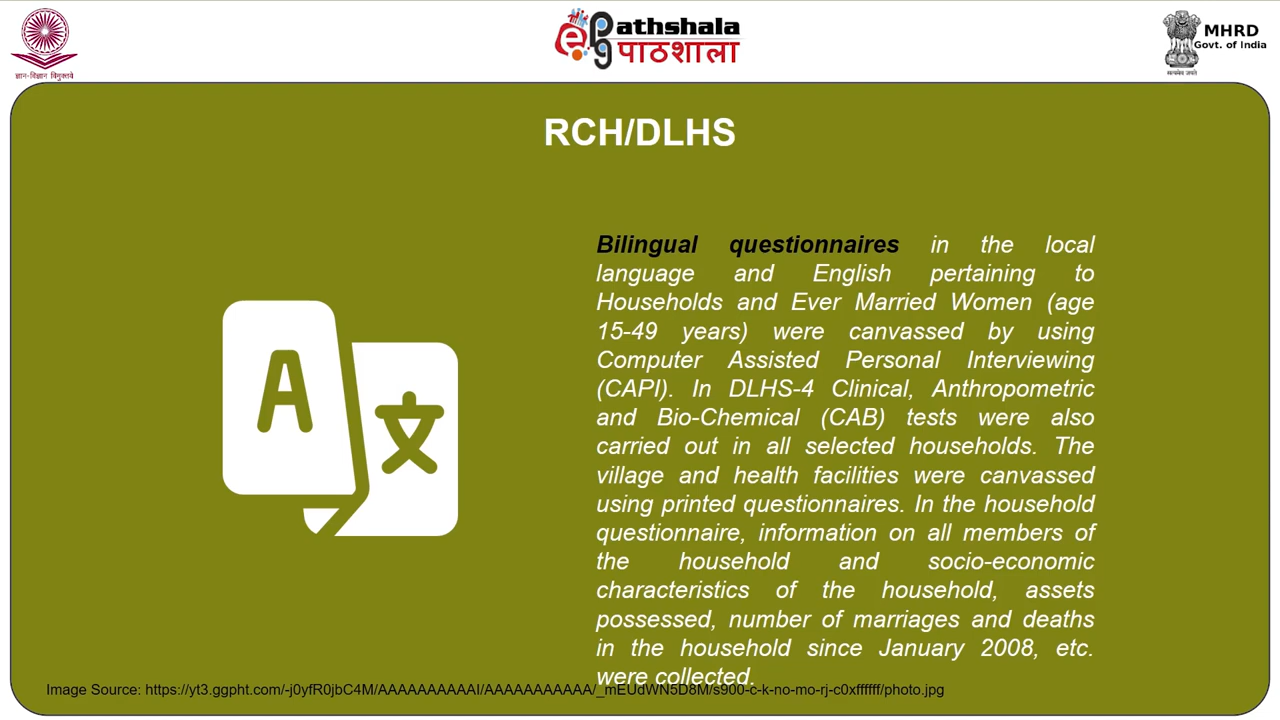 ज्ञान-विज्ञान विमुक्तये
ePathshala
पाठशाला
MHRD
Govt. of India
सत्यमेव जयते
RCH/DLHS
Bilingual questionnaires in the local
language and English pertaining to
Households and Ever Married Women (age
15-49 years) were canvassed by using
Computer Assisted Personal Interviewing
(CAPI). In DLHS-4 Clinical, Anthropometric
and Bio-Chemical (CAB) tests were also
carried out in all selected households. The
village and health facilities were canvassed
using printed questionnaires. In the household
questionnaire, information on all members of
the household and socio-economic
characteristics of the household, assets
possessed, number of marriages and deaths
in the household since January 2008, etc.
were collected.
A 文
Image Source: https://yt3.ggpht.com/-j0yfR0jbC4M/AAAAAAAAAAI/AAAAAAAAAAA/_mEUdWN5D8M/s900-c-k-no-mo-rj-c0xffffff/photo.jpg